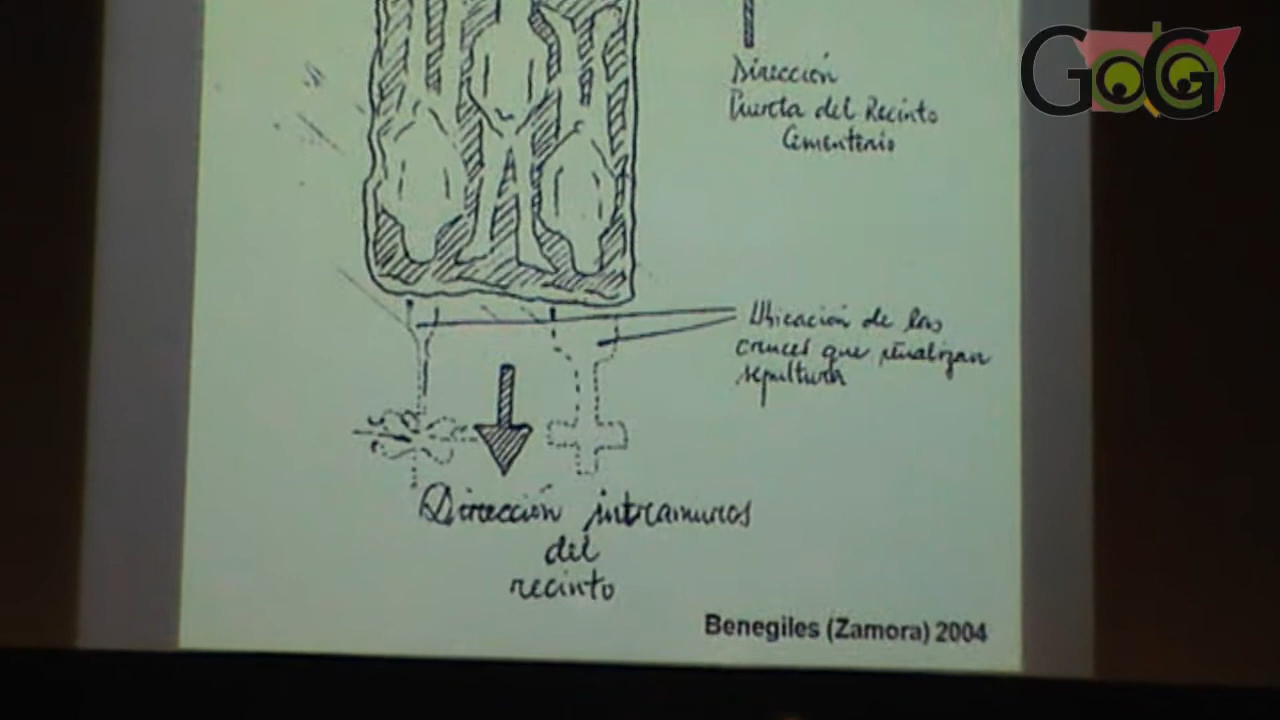 GoGG
Dirección
Puerta del Recinto
Cementerio
Ubicación de las
cruces que señalizan
sepultura
Dirección intramuros
del
recinto
Benegiles (Zamora) 2004